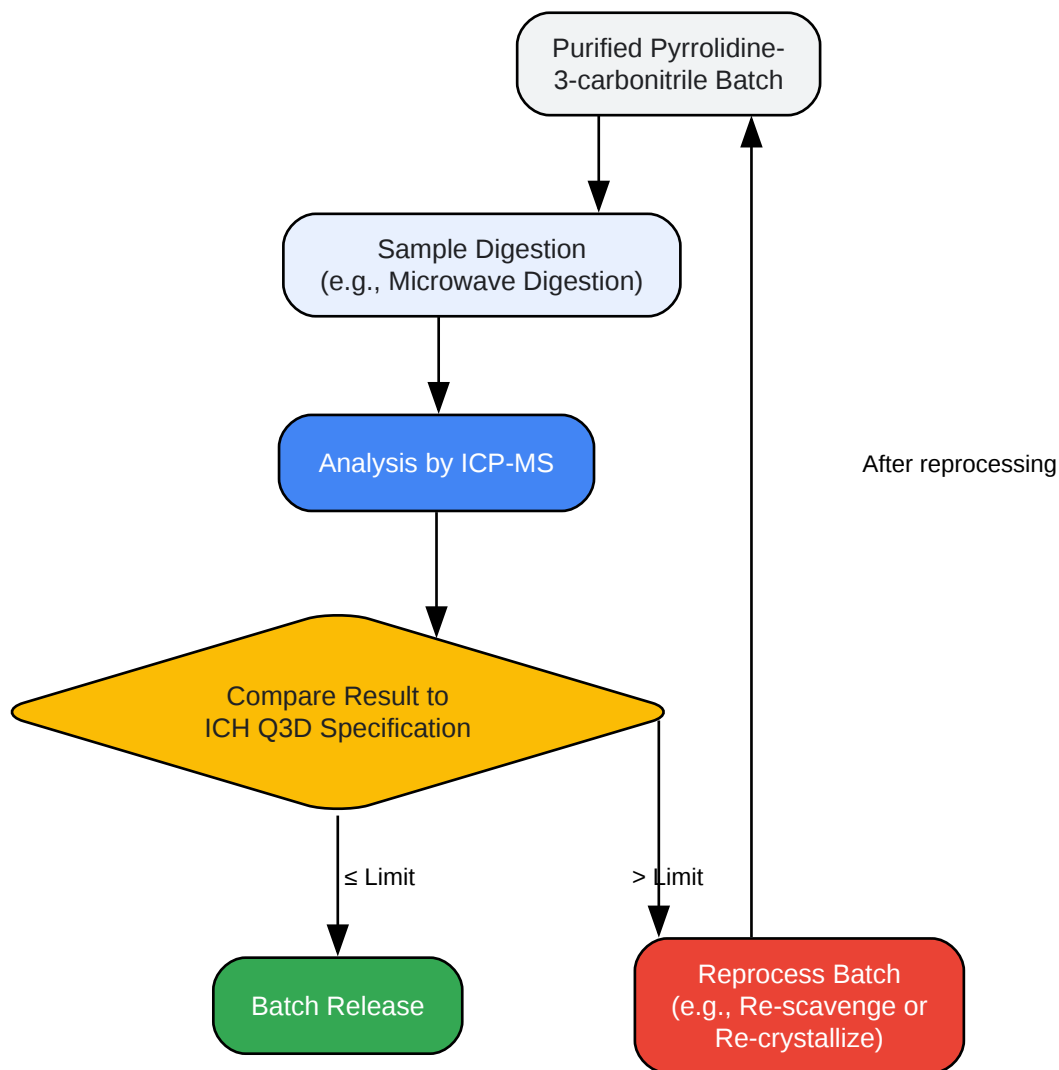 Purified Pyrrolidine-
3-carbonitrile Batch
Sample Digestion
(e.g., Microwave Digestion)
Analysis by ICP-MS
After reprocessing
Compare Result to
ICH Q3D Specification
≤ Limit
> Limit
Batch Release
Reprocess Batch
(e.g., Re-scavenge or
Re-crystallize)